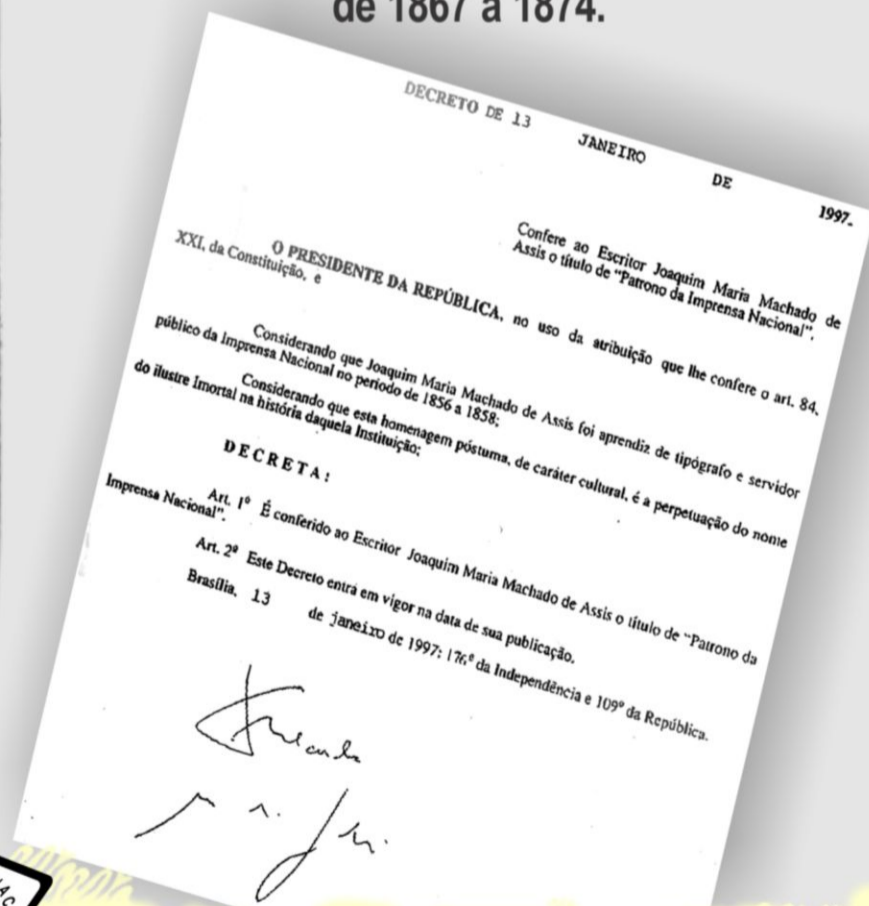 de 1867 a 1874.
DECRETO DE 13 JANEIRO DE 1997.
Confere ao Escritor Joaquim Maria Machado de
Assis o título de "Patrono da Imprensa Nacional".
O PRESIDENTE DA REPÚBLICA, no uso da atribuição que lhe confere o art. 84,
XXI, da Constituição, e
Considerando que Joaquim Maria Machado de Assis foi aprendiz de tipógrafo e servidor
público da Imprensa Nacional no período de 1856 a 1858;
Considerando que esta homenagem póstuma, de caráter cultural, é a perpetuação do nome
do ilustre Imortal na história daquela Instituição;
DECRETA:
Art. 1º É conferido ao Escritor Joaquim Maria Machado de Assis o título de "Patrono da
Imprensa Nacional".
Art. 2º Este Decreto entra em vigor na data de sua publicação.
Brasília, 13 de janeiro de 1997; 176º da Independência e 109º da República.